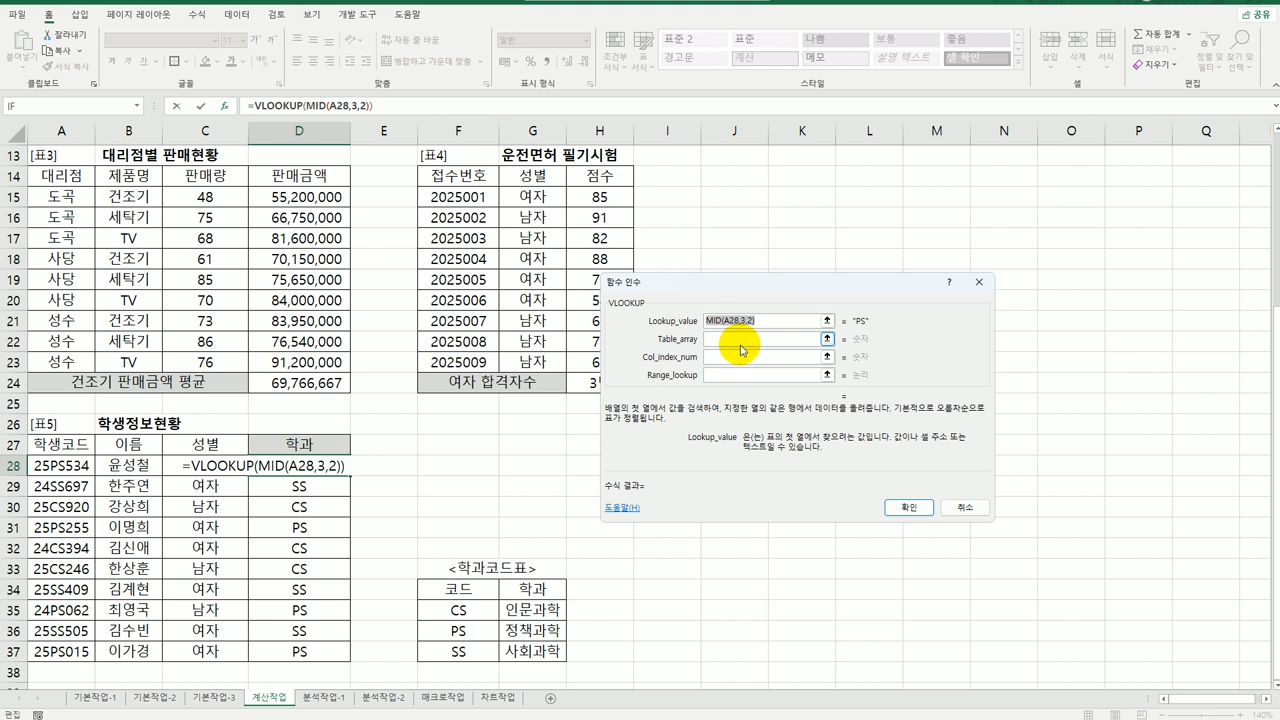 파일 홈 삽입 페이지 레이아웃 수식 데이터 검토 보기 개발 도구 도움말 공유
잘라내기
복사
서식 복사
붙여넣기
클립보드
11
가 가 가
글꼴
자동 줄 바꿈
병합하고 가운데 맞춤
맞춤
일반
표시 형식
조건부 서식
표 서식
표준 2 표준 나쁨 보통 좋음
경고문 계산 메모 설명 텍스트 셀 확인
스타일
삽입 삭제 서식
셀
자동 합계
채우기
지우기
정렬 및 필터
찾기 및 선택
편집
IF =VLOOKUP(MID(A28,3,2))
A B C D E F G H I J K L M N O P Q
13 [표3] 대리점별 판매현황 [표4] 운전면허 필기시험
14 대리점 제품명 판매량 판매금액 접수번호 성별 점수
15 도곡 건조기 48 55,200,000 2025001 여자 85
16 도곡 세탁기 75 66,750,000 2025002 남자 91
17 도곡 TV 68 81,600,000 2025003 남자 82
18 사당 건조기 61 70,150,000 2025004 여자 88
19 사당 세탁기 85 75,650,000 2025005 여자 7
20 사당 TV 70 84,000,000 2025006 여자 5
21 성수 건조기 73 83,950,000 2025007 남자 6
22 성수 세탁기 86 76,540,000 2025008 남자 7
23 성수 TV 76 91,200,000 2025009 남자 6
24 건조기 판매금액 평균 69,766,667 여자 합격자수 3
25
26 [표5] 학생정보현황
27 학생코드 이름 성별 학과
28 25PS534 윤성철 =VLOOKUP(MID(A28,3,2))
29 24SS697 한주연 여자 SS
30 25CS920 강상희 남자 CS
31 25PS255 이명희 여자 PS
32 24CS394 김신애 여자 CS
33 25CS246 한상훈 남자 CS <학과코드표>
34 25SS409 김계현 여자 SS 코드 학과
35 24PS062 최영국 남자 PS CS 인문과학
36 25SS505 김수빈 여자 SS PS 정책과학
37 25PS015 이가경 여자 PS SS 사회과학
38
함수 인수 ?
VLOOKUP
Lookup_value MID(A28,3,2) = "PS"
Table_array = 숫자
Col_index_num = 숫자
Range_lookup = 논리
=
배열의 첫 열에서 값을 검색하여, 지정한 열의 같은 행에서 데이터를 돌려줍니다. 기본적으로 오름차순으로
표가 정렬됩니다.
Lookup_value 은(는) 표의 첫 열에서 찾으려는 값입니다. 값이나 셀 주소 또는
텍스트일 수 있습니다.
수식 결과=
도움말(H) 확인 취소
기본작업-1 기본작업-2 기본작업-3 계산작업 분석작업-1 분석작업-2 매크로작업 차트작업
편집 140%